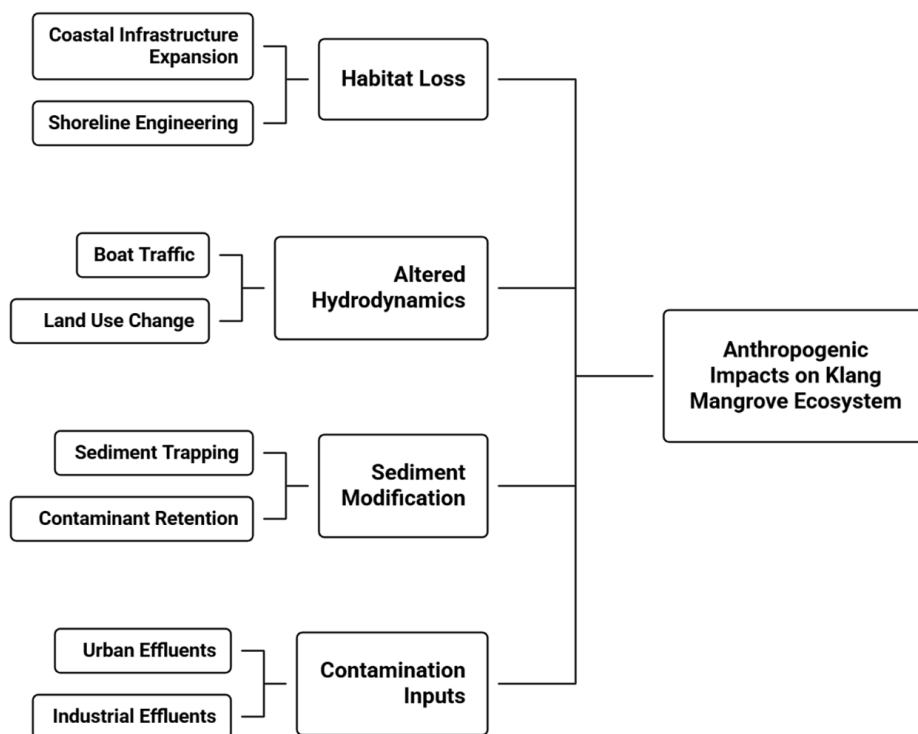 Coastal Infrastructure
Expansion
Shoreline Engineering
Habitat Loss
Boat Traffic
Land Use Change
Altered
Hydrodynamics
Sediment Trapping
Contaminant Retention
Sediment
Modification
Urban Effluents
Industrial Effluents
Contamination
Inputs
Anthropogenic
Impacts on Klang
Mangrove Ecosystem